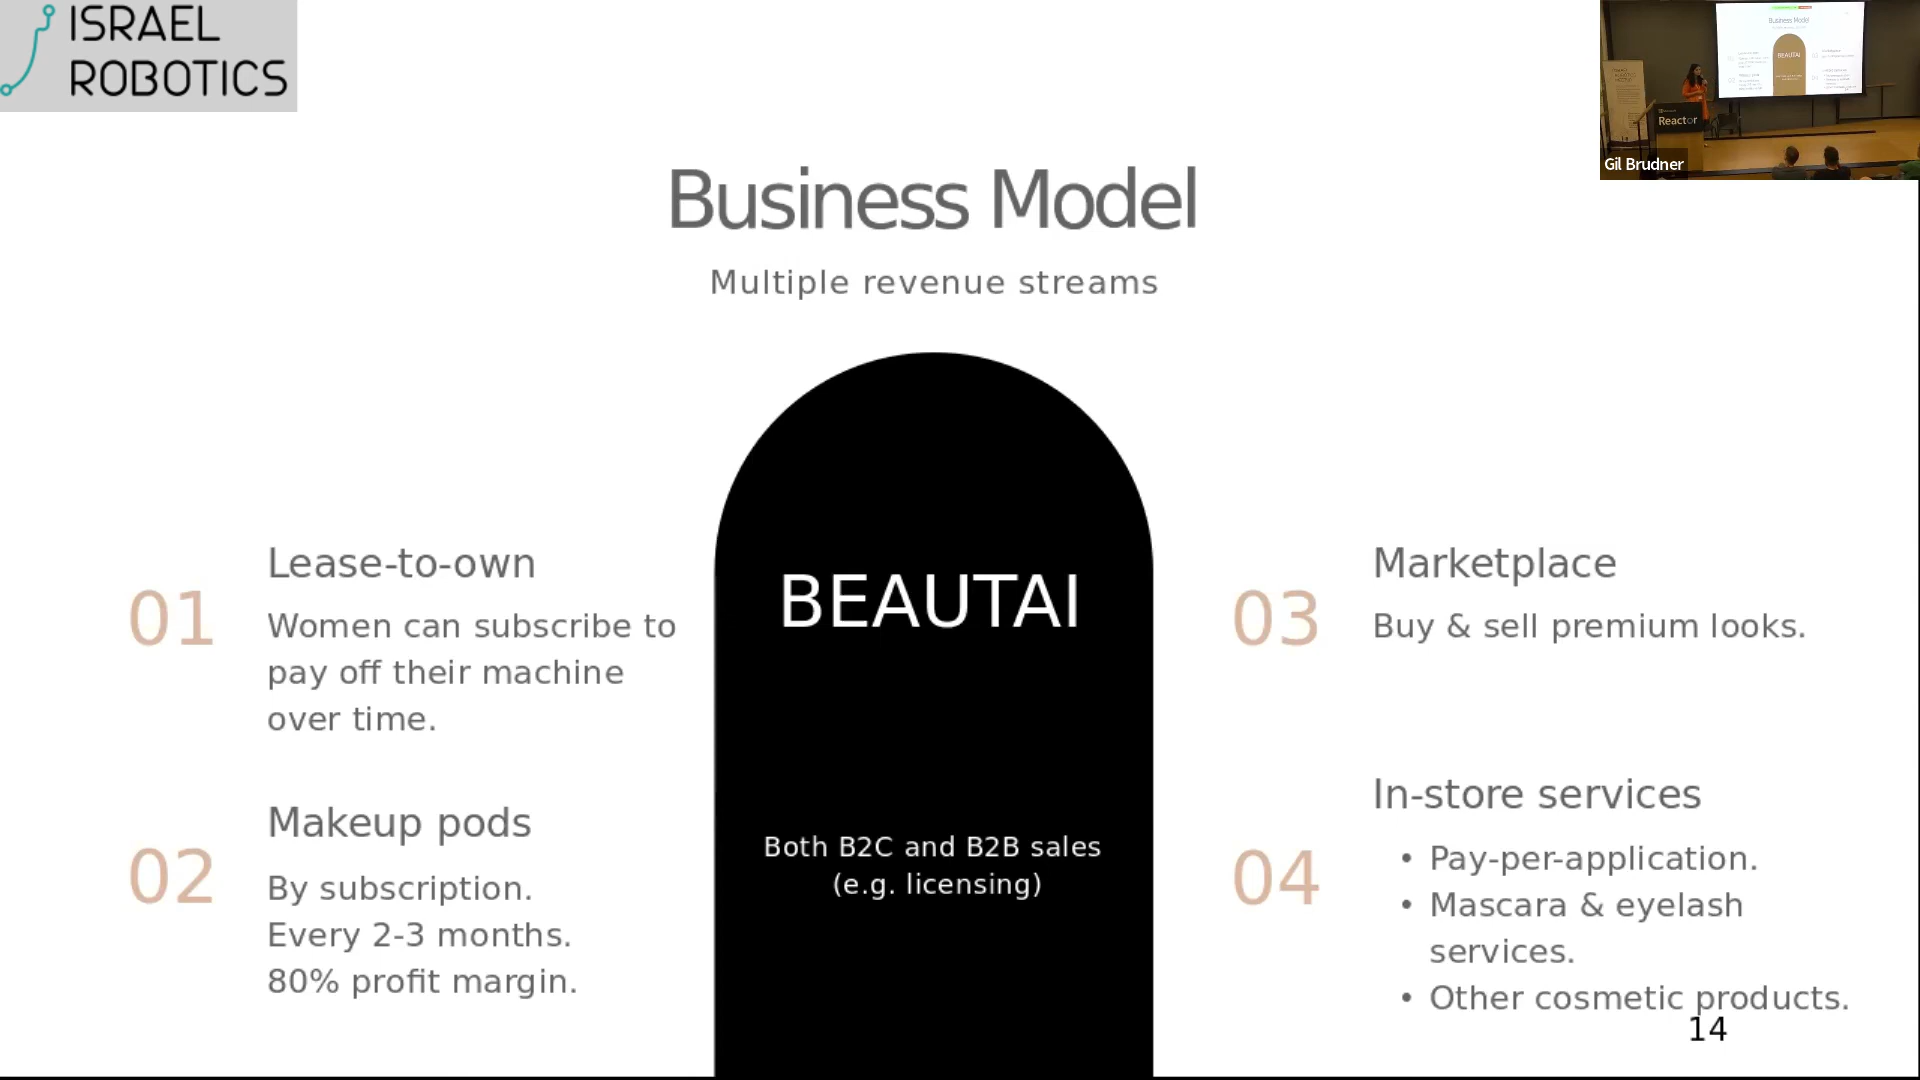 ISRAEL
ROBOTICS
Business Model
Multiple revenue streams
01
Lease-to-own
Women can subscribe to
pay off their machine
over time.
02
Makeup pods
By subscription.
Every 2-3 months.
80% profit margin.
BEAUTAI
Both B2C and B2B sales
(e.g. licensing)
03
Marketplace
Buy & sell premium looks.
04
In-store services
• Pay-per-application.
• Mascara & eyelash
services.
• Other cosmetic products.
14
Business Model
BEAUTAI
Reactor
Gil Brudner